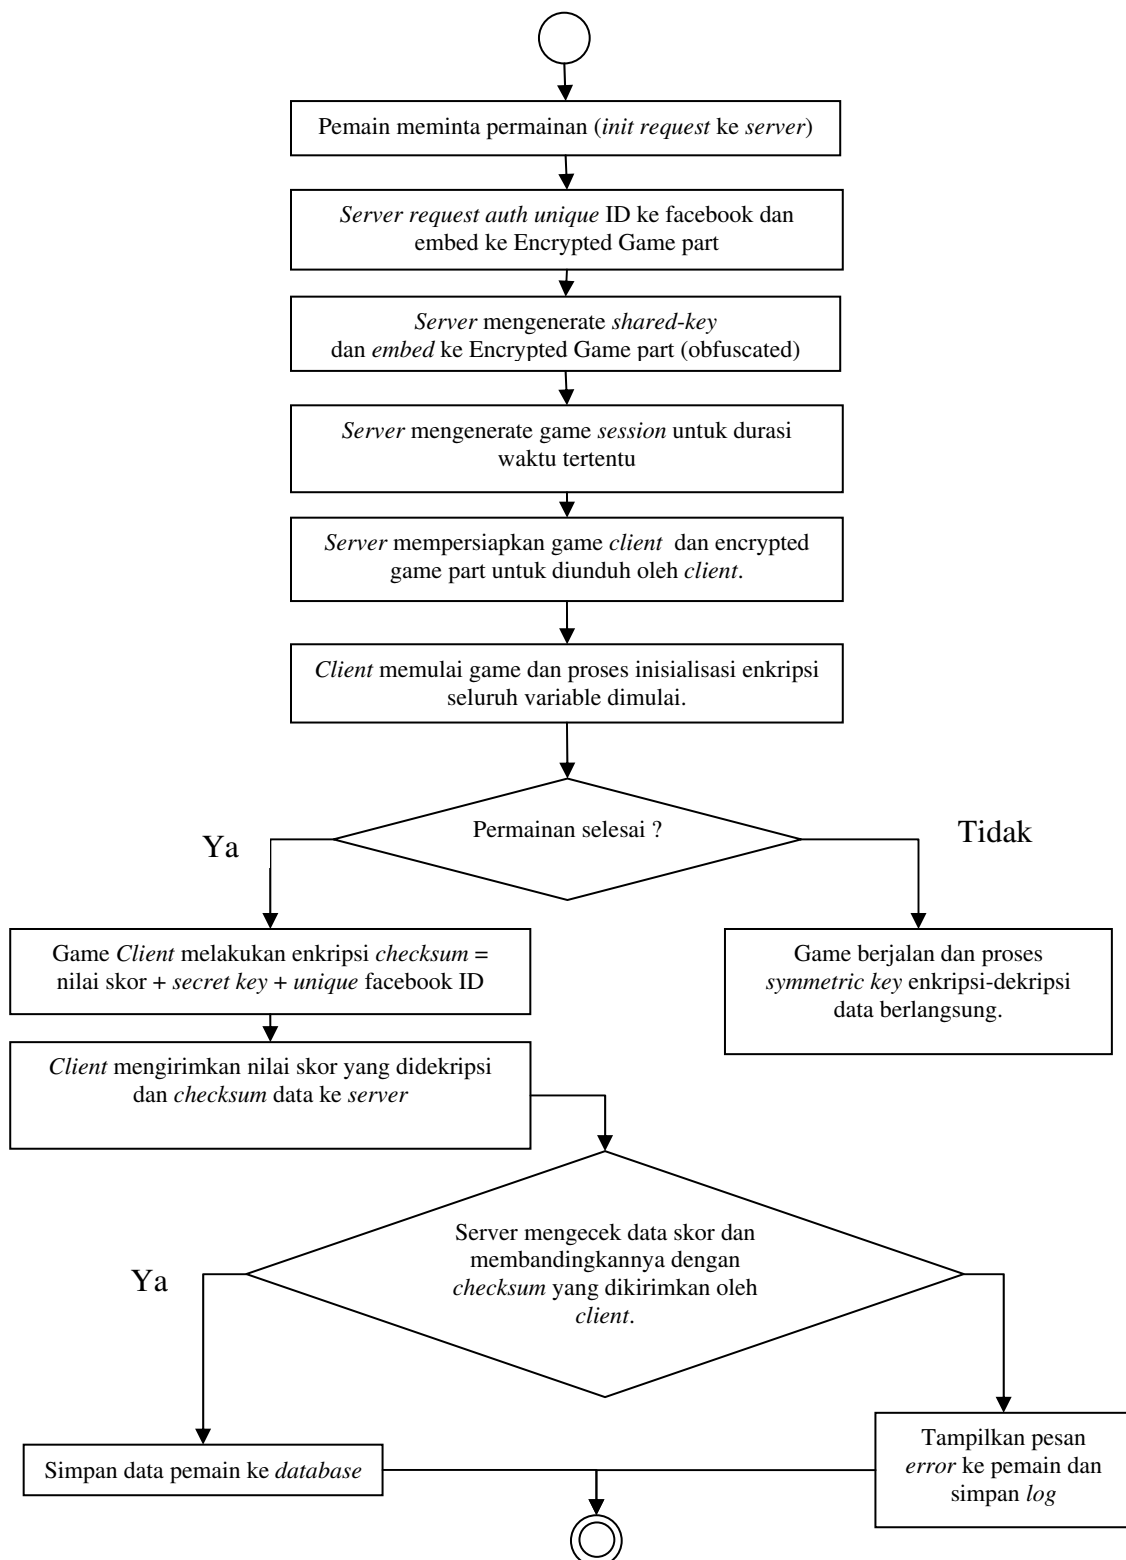 Pemain meminta permainan (init request ke server)
Server request auth unique ID ke facebook dan
embed ke Encrypted Game part
Server mengenerate shared-key
dan embed ke Encrypted Game part (obfuscated)
Server mengenerate game session untuk durasi
waktu tertentu
Server mempersiapkan game client dan encrypted
game part untuk diunduh oleh client.
Client memulai game dan proses inisialisasi enkripsi
seluruh variable dimulai.
Permainan selesai ?
Ya
Tidak
Game Client melakukan enkripsi checksum =
nilai skor + secret key + unique facebook ID
Game berjalan dan proses
symmetric key enkripsi-dekripsi
data berlangsung.
Client mengirimkan nilai skor yang didekripsi
dan checksum data ke server
Server mengecek data skor dan
membandingkannya dengan
checksum yang dikirimkan oleh
client.
Ya
Simpan data pemain ke database
Tampilkan pesan
error ke pemain dan
simpan log